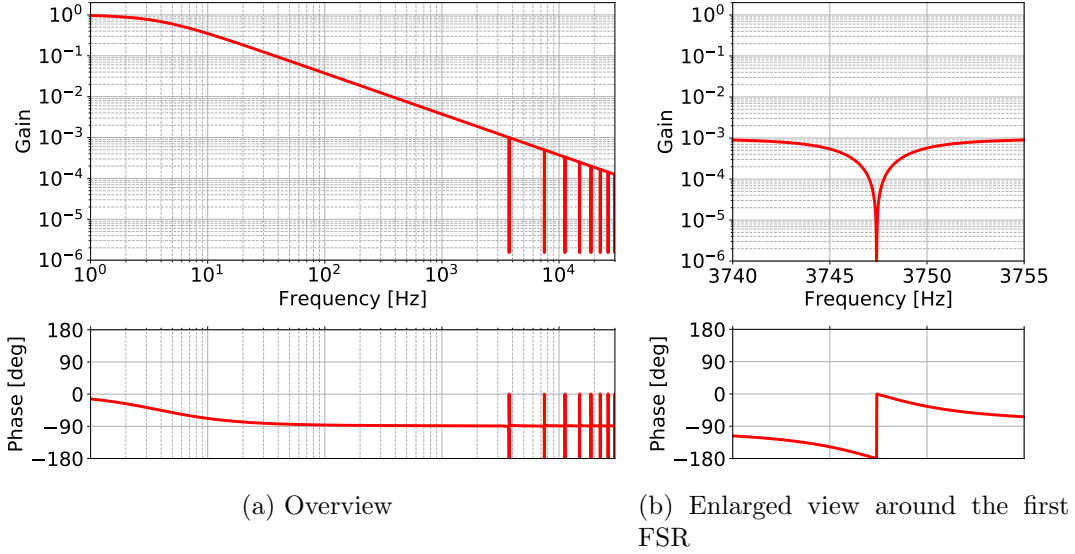 10⁰
10⁻¹
10⁻²
10⁻³
10⁻⁴
10⁻⁵
10⁻⁶
Gain
10⁰ 10¹ 10² 10³ 10⁴
Frequency [Hz]
180
90
0
−90
−180
Phase [deg]
(a) Overview
10⁰
10⁻¹
10⁻²
10⁻³
10⁻⁴
10⁻⁵
10⁻⁶
Gain
3740 3745 3750 3755
Frequency [Hz]
180
90
0
−90
−180
Phase [deg]
(b) Enlarged view around the first
FSR